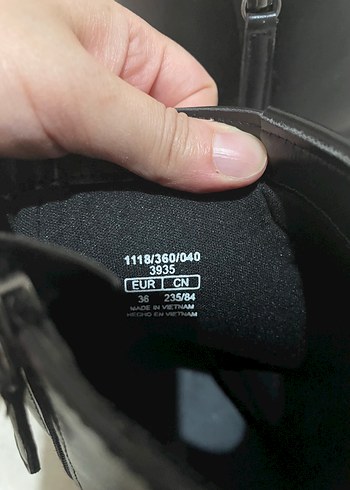 1118/360/040
3935
EUR CN
36 235/84
MADE IN VIETNAM
HECHO EN VIETNAM